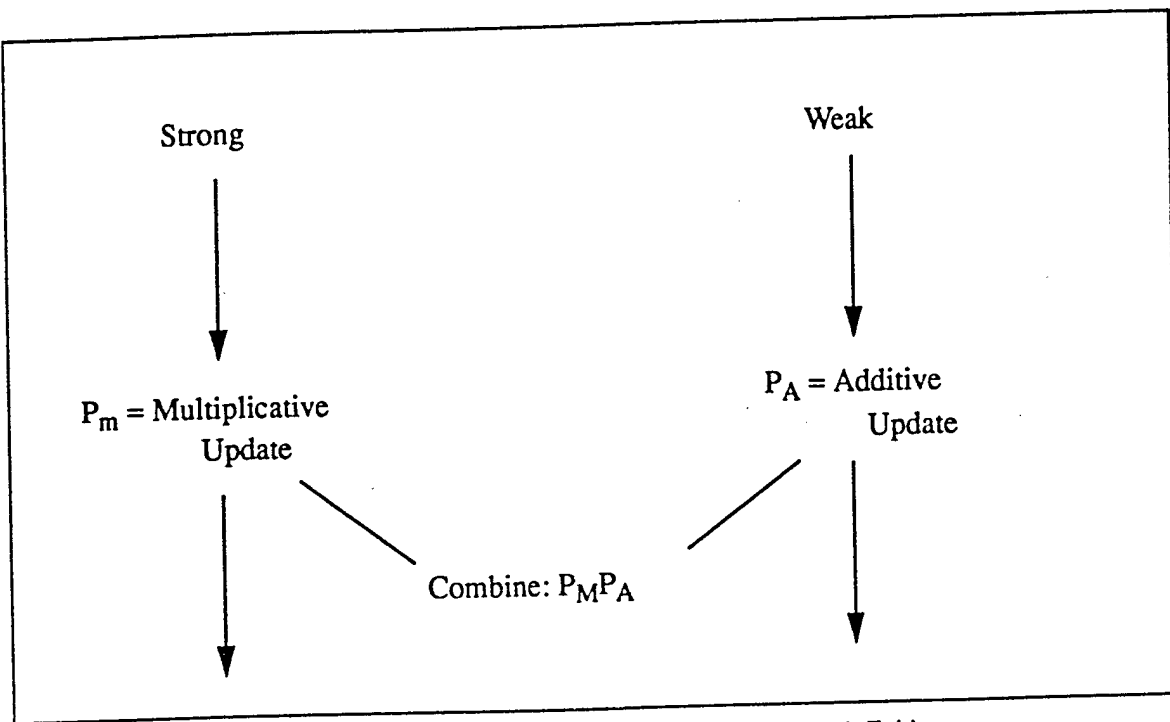 Strong
Weak
P_m = Multiplicative
Update
P_A = Additive
Update
Combine: P_MP_A